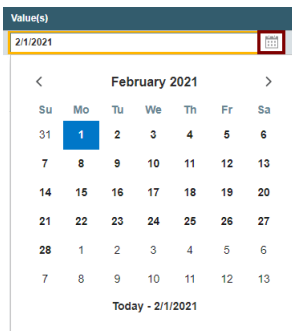 Value(s)
2/1/2021
< February 2021 >
Su Mo Tu We Th Fr Sa
31 1 2 3 4 5 6
7 8 9 10 11 12 13
14 15 16 17 18 19 20
21 22 23 24 25 26 27
28 1 2 3 4 5 6
7 8 9 10 11 12 13
Today - 2/1/2021